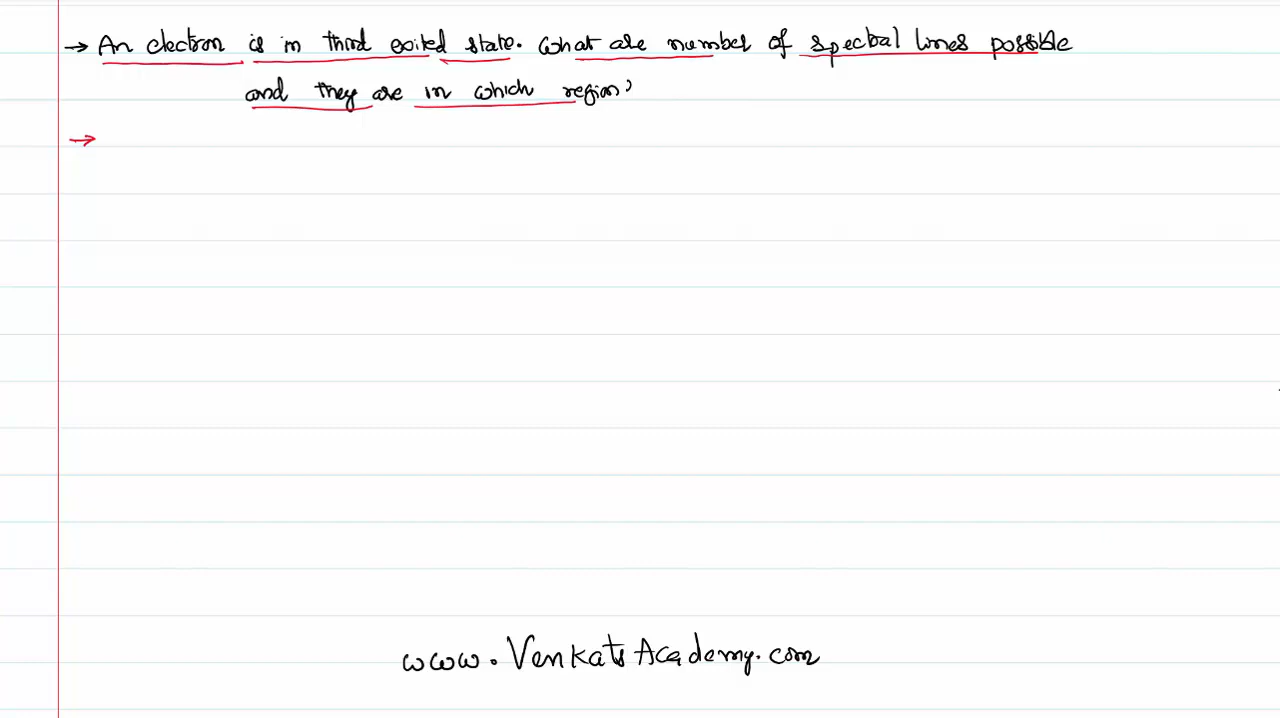 → An electron is in third exited state. What are number of spectral lines possible
and they are in which region?
→
www.VenkatsAcademy.com